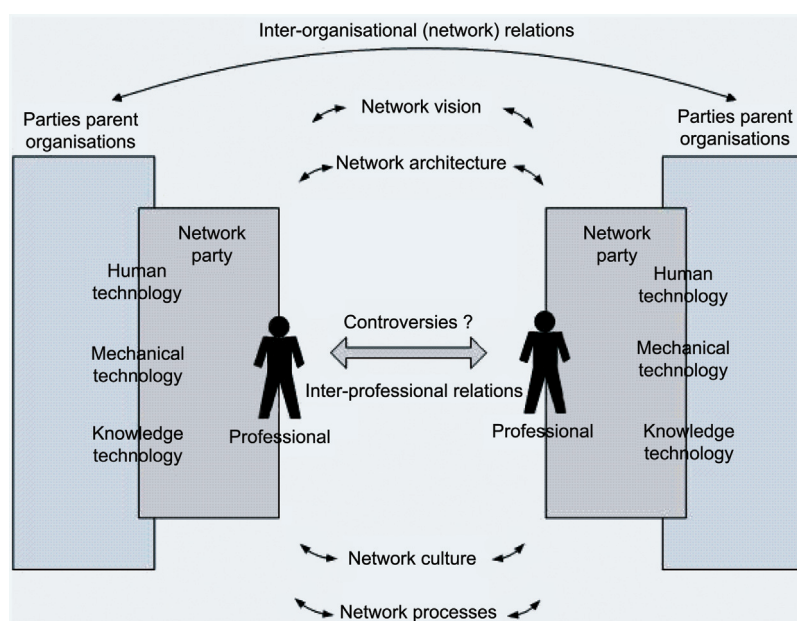 Inter-organisational (network) relations
Parties parent
organisations
Network vision
Parties parent
organisations
Network architecture
Network
party
Network
party
Human
technology
Human
technology
Controversies ?
Mechanical
technology
Mechanical
technology
Inter-professional relations
Professional
Professional
Knowledge
technology
Knowledge
technology
Network culture
Network processes